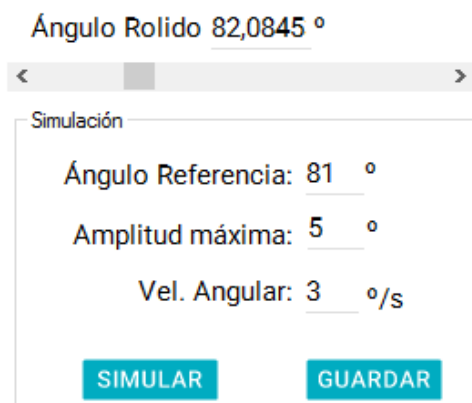 Ángulo Rolido 82,0845 º
Simulación
Ángulo Referencia: 81 º
Amplitud máxima: 5 º
Vel. Angular: 3 º/s
SIMULAR GUARDAR